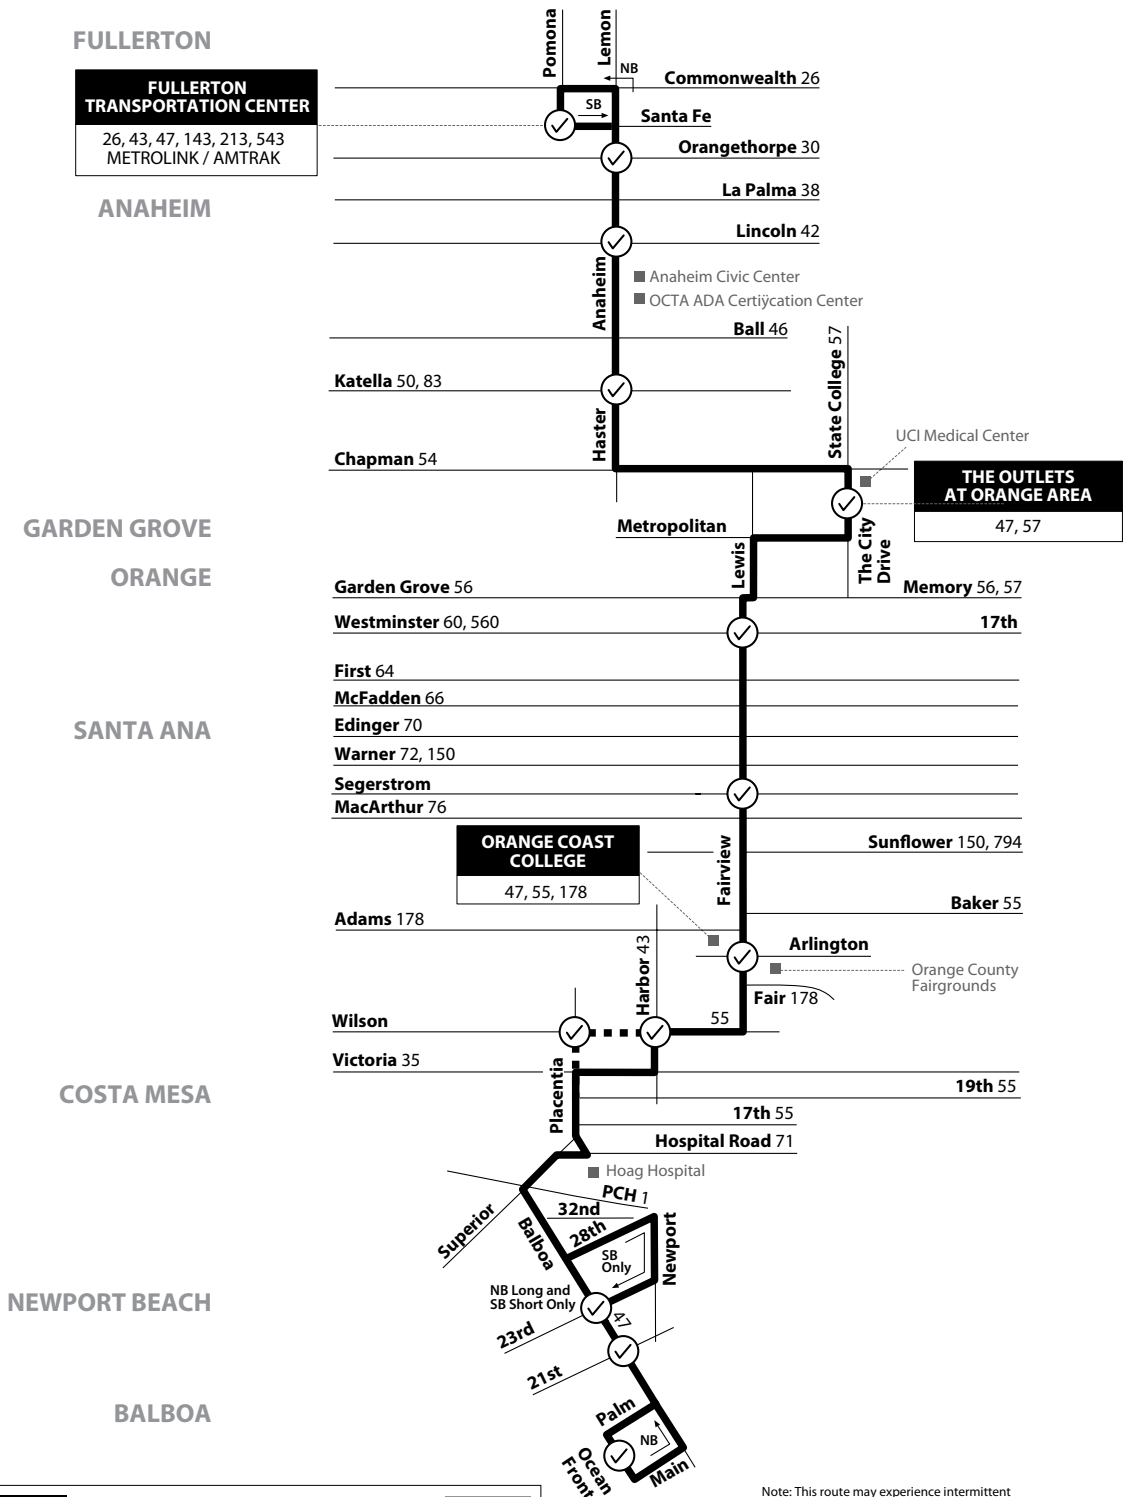 FULLERTON
Pomona
Lemon
NB
Commonwealth 26
FULLERTON
TRANSPORTATION CENTER
26, 43, 47, 143, 213, 543
METROLINK / AMTRAK
SB
Santa Fe
Orangethorpe 30
La Palma 38
ANAHEIM
Lincoln 42
Anaheim
Anaheim Civic Center
OCTA ADA Certiÿcation Center
Ball 46
State College 57
Katella 50, 83
Haster
UCI Medical Center
Chapman 54
THE OUTLETS
AT ORANGE AREA
47, 57
GARDEN GROVE
Metropolitan
Lewis
The City
Drive
ORANGE
Garden Grove 56
Memory 56, 57
Westminster 60, 560
17th
First 64
McFadden 66
SANTA ANA
Edinger 70
Warner 72, 150
Segerstrom
MacArthur 76
ORANGE COAST
COLLEGE
47, 55, 178
Fairview
Sunflower 150, 794
Baker 55
Adams 178
Harbor 43
Arlington
Orange County
Fairgrounds
Fair 178
55
Wilson
Victoria 35
Placentia
COSTA MESA
19th 55
17th 55
Hospital Road 71
Hoag Hospital
PCH 1
32nd
Superior
Balboa
28th
SB
Only
Newport
NEWPORT BEACH
NB Long and
SB Short Only
47
23rd
21st
BALBOA
Palm
NB
Ocean
Front
Main
Note: This route may experience intermittent